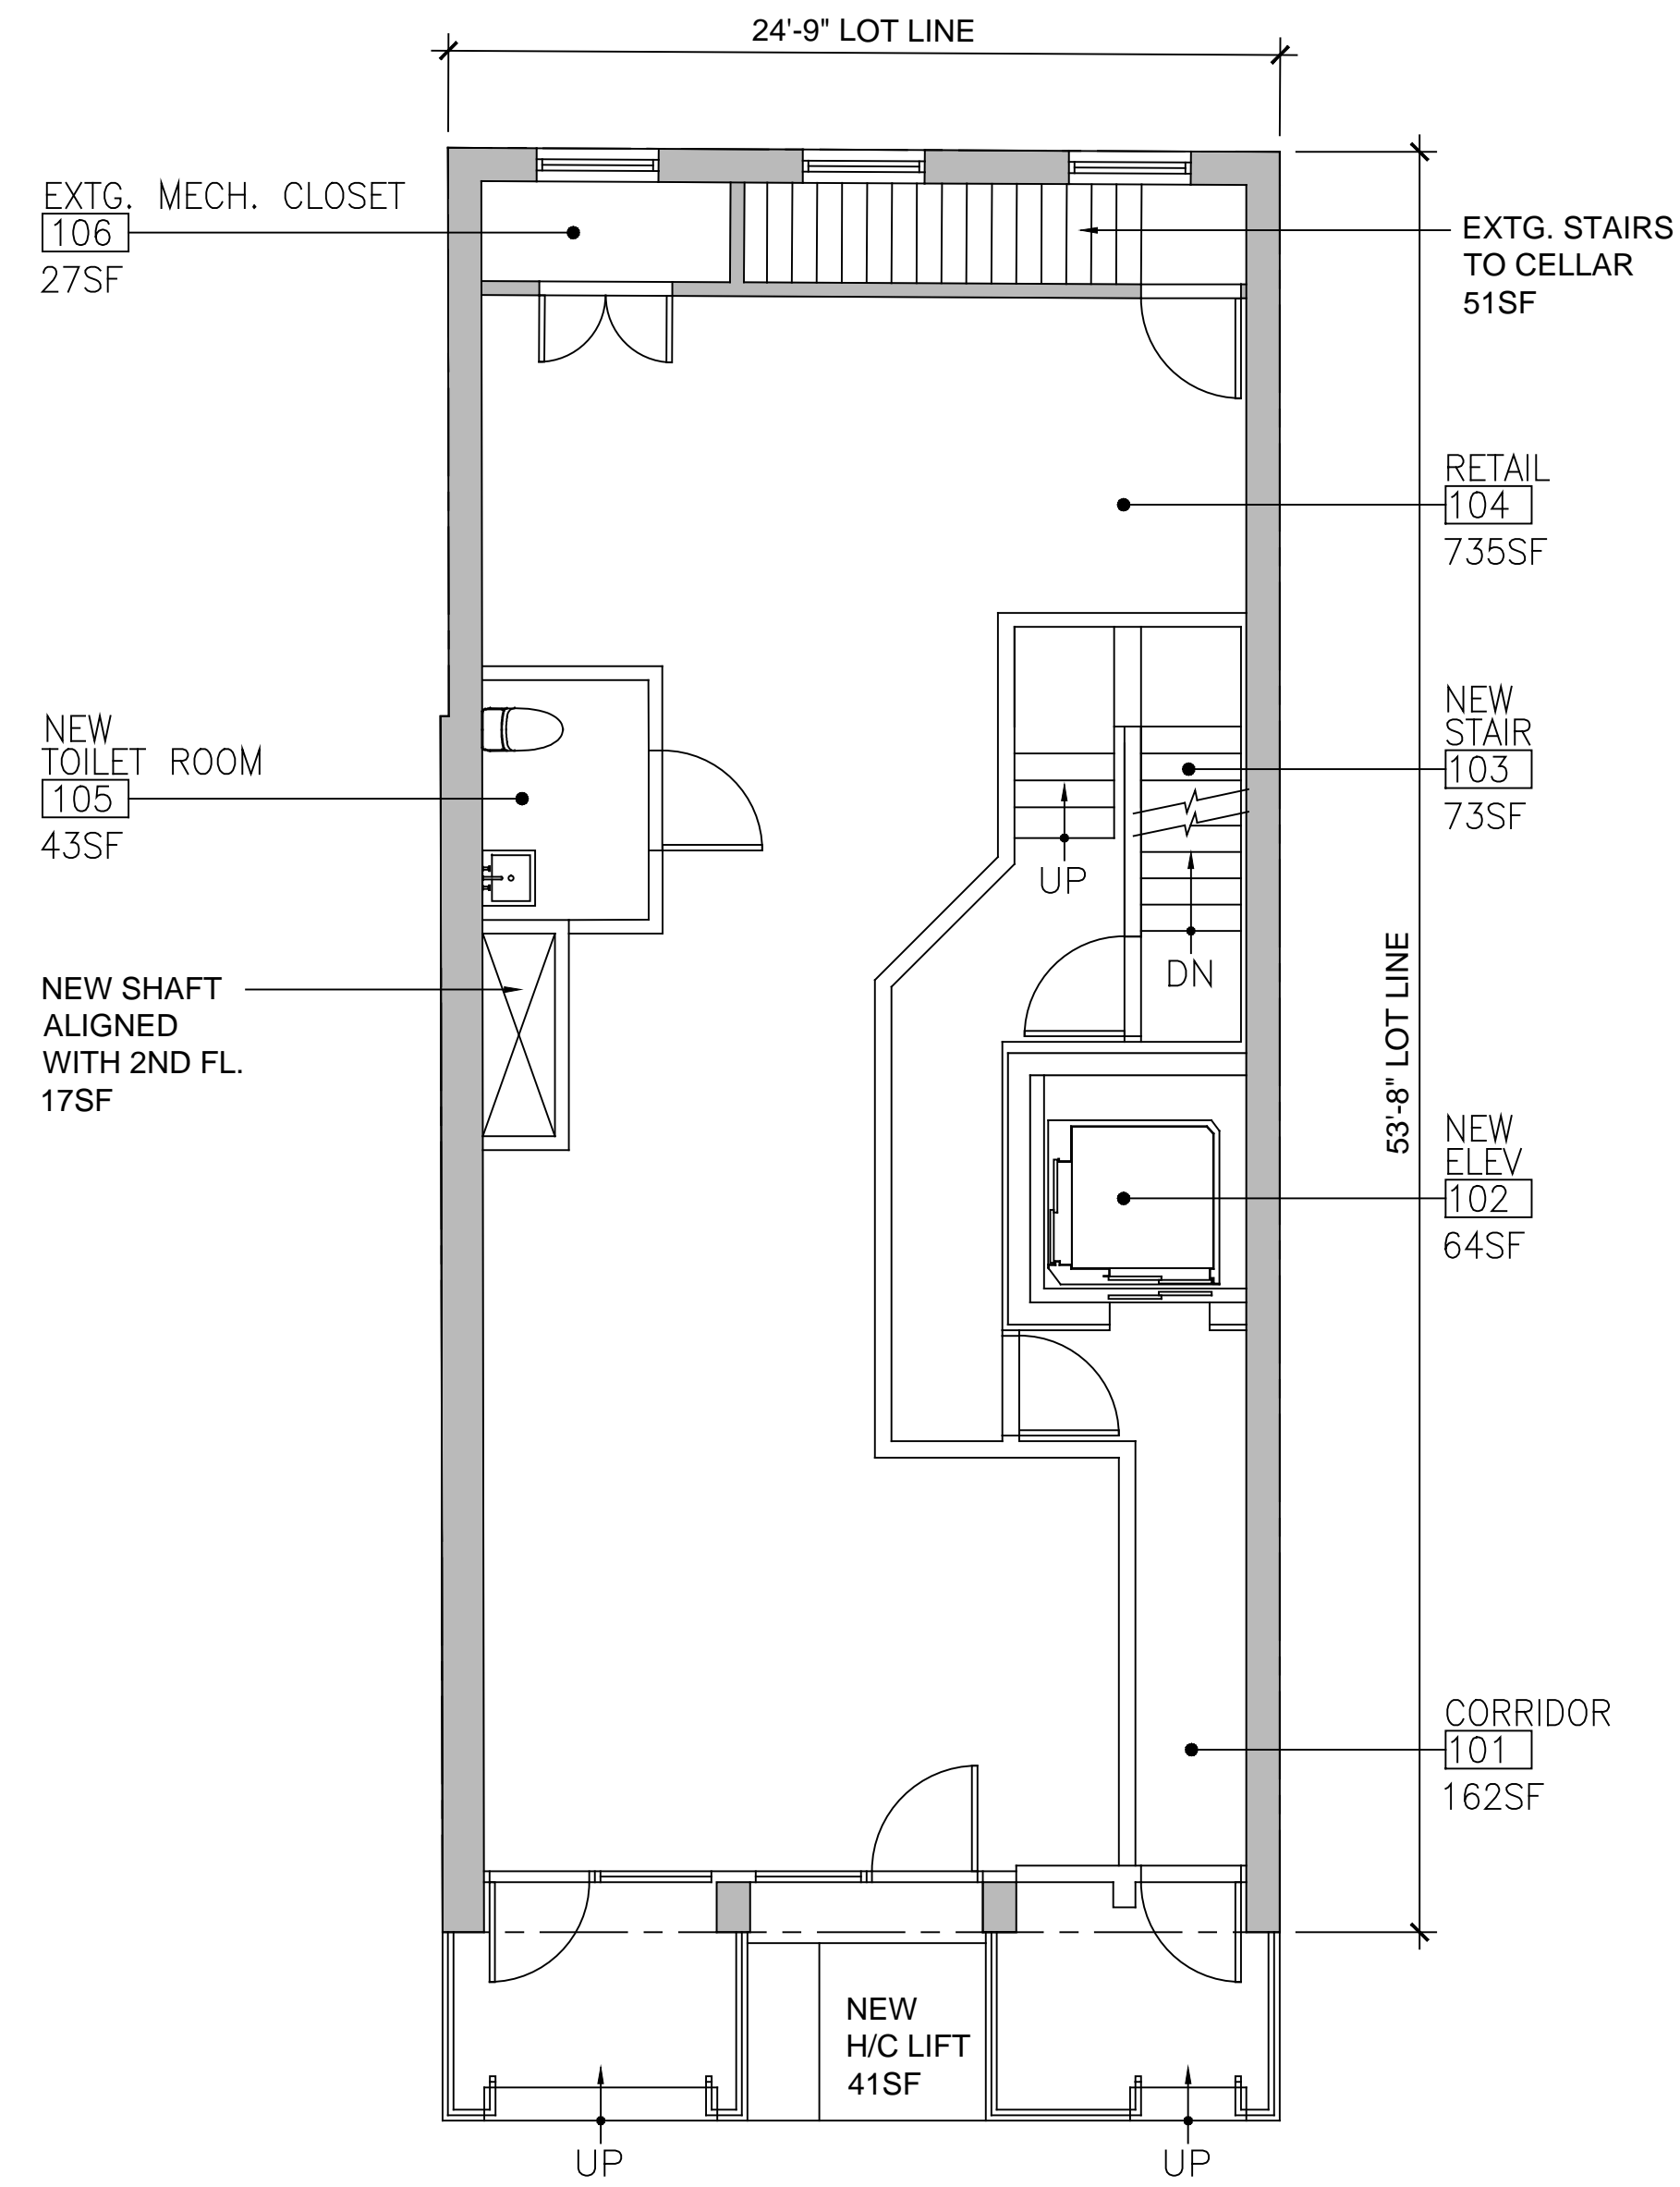 24'-9" LOT LINE
EXTG. MECH. CLOSET
106
27SF
EXTG. STAIRS
TO CELLAR
51SF
RETAIL
104
735SF
NEW
STAIR
103
73SF
NEW
TOILET ROOM
105
43SF
UP
DN
NEW SHAFT
ALIGNED
WITH 2ND FL.
17SF
53'-8" LOT LINE
NEW
ELEV
102
64SF
CORRIDOR
101
162SF
NEW
H/C LIFT
41SF
UP
UP